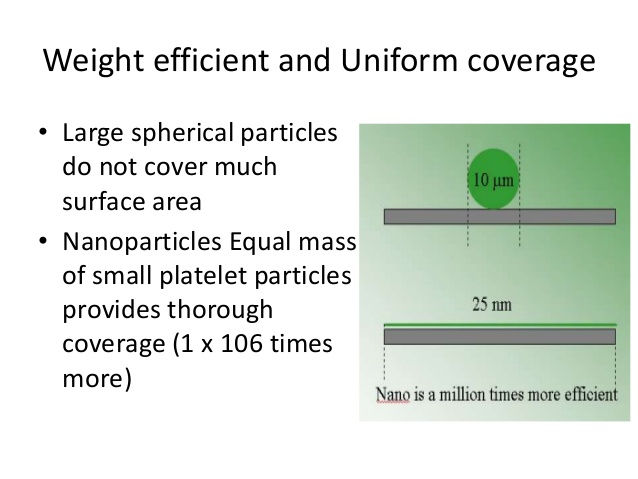 Weight efficient and Uniform coverage
• Large spherical particles
do not cover much
surface area
• Nanoparticles Equal mass
of small platelet particles
provides thorough
coverage (1 x 106 times
more)
10 μm
25 nm
Nano is a million times more efficient